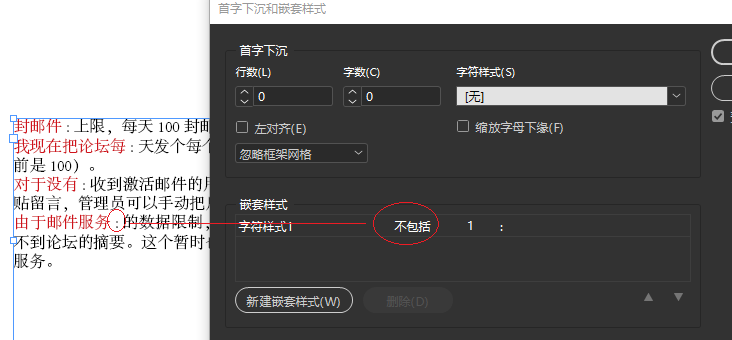 首字下沉和嵌套样式
首字下沉
行数(L)
字数(C)
字符样式(S)
0
0
[无]
左对齐(E)
缩放字母下缘(F)
忽略框架网格
嵌套样式
字符样式1
不包括
1
:
新建嵌套样式(W)
删除(D)
封邮件 : 上限，每天 100 封邮
我现在把论坛每 : 天发个每个
前是 100）。
对于没有 : 收到激活邮件的用
贴留言，管理员可以手动把
由于邮件服务 : 的数据限制，
不到论坛的摘要。这个暂时
服务。